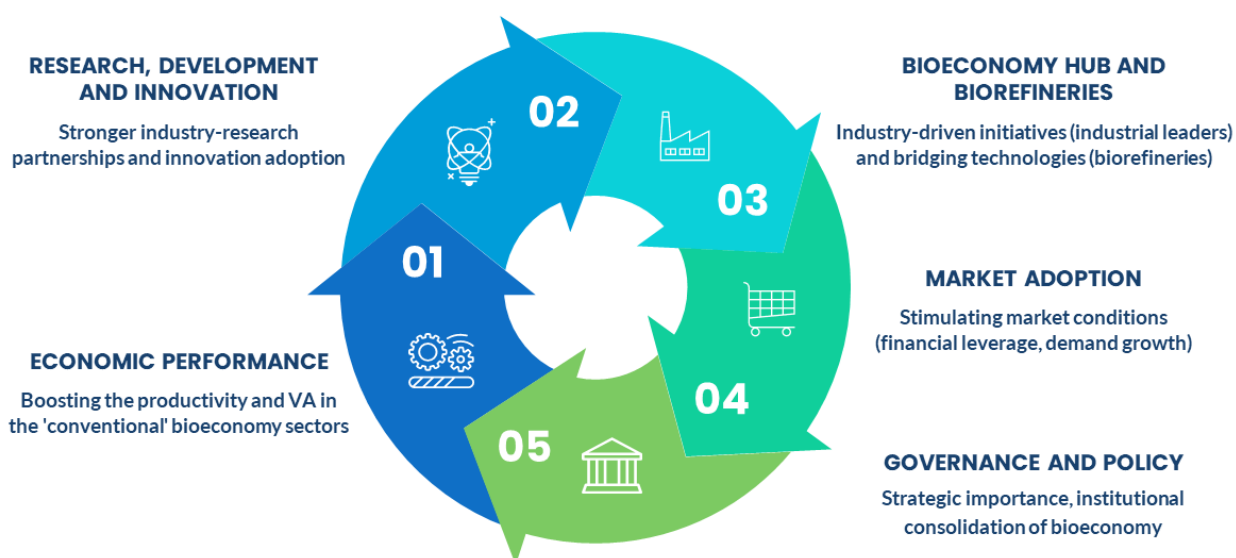 RESEARCH, DEVELOPMENT
AND INNOVATION
Stronger industry-research
partnerships and innovation adoption
ECONOMIC PERFORMANCE
Boosting the productivity and VA in
the 'conventional' bioeconomy sectors
01
02
03
04
05
BIOECONOMY HUB AND
BIOREFINERIES
Industry-driven initiatives (industrial leaders)
and bridging technologies (biorefineries)
MARKET ADOPTION
Stimulating market conditions
(financial leverage, demand growth)
GOVERNANCE AND POLICY
Strategic importance, institutional
consolidation of bioeconomy